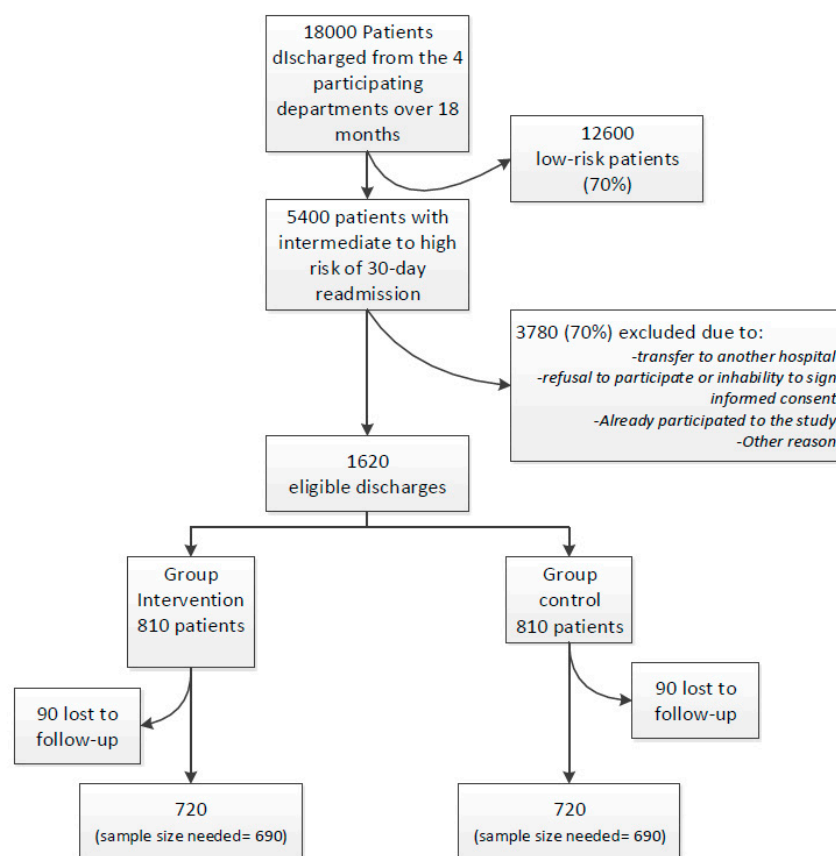 18000 Patients
dIscharged from the 4
participating
departments over 18
months
12600
low-risk patients
(70%)
5400 patients with
intermediate to high
risk of 30-day
readmission
3780 (70%) excluded due to:
-transfer to another hospital
-refusal to participate or inhability to sign
informed consent
-Already participated to the study
-Other reason
1620
eligible discharges
Group
Intervention
810 patients
Group
control
810 patients
90 lost to
follow-up
90 lost to
follow-up
720
(sample size needed= 690)
720
(sample size needed= 690)